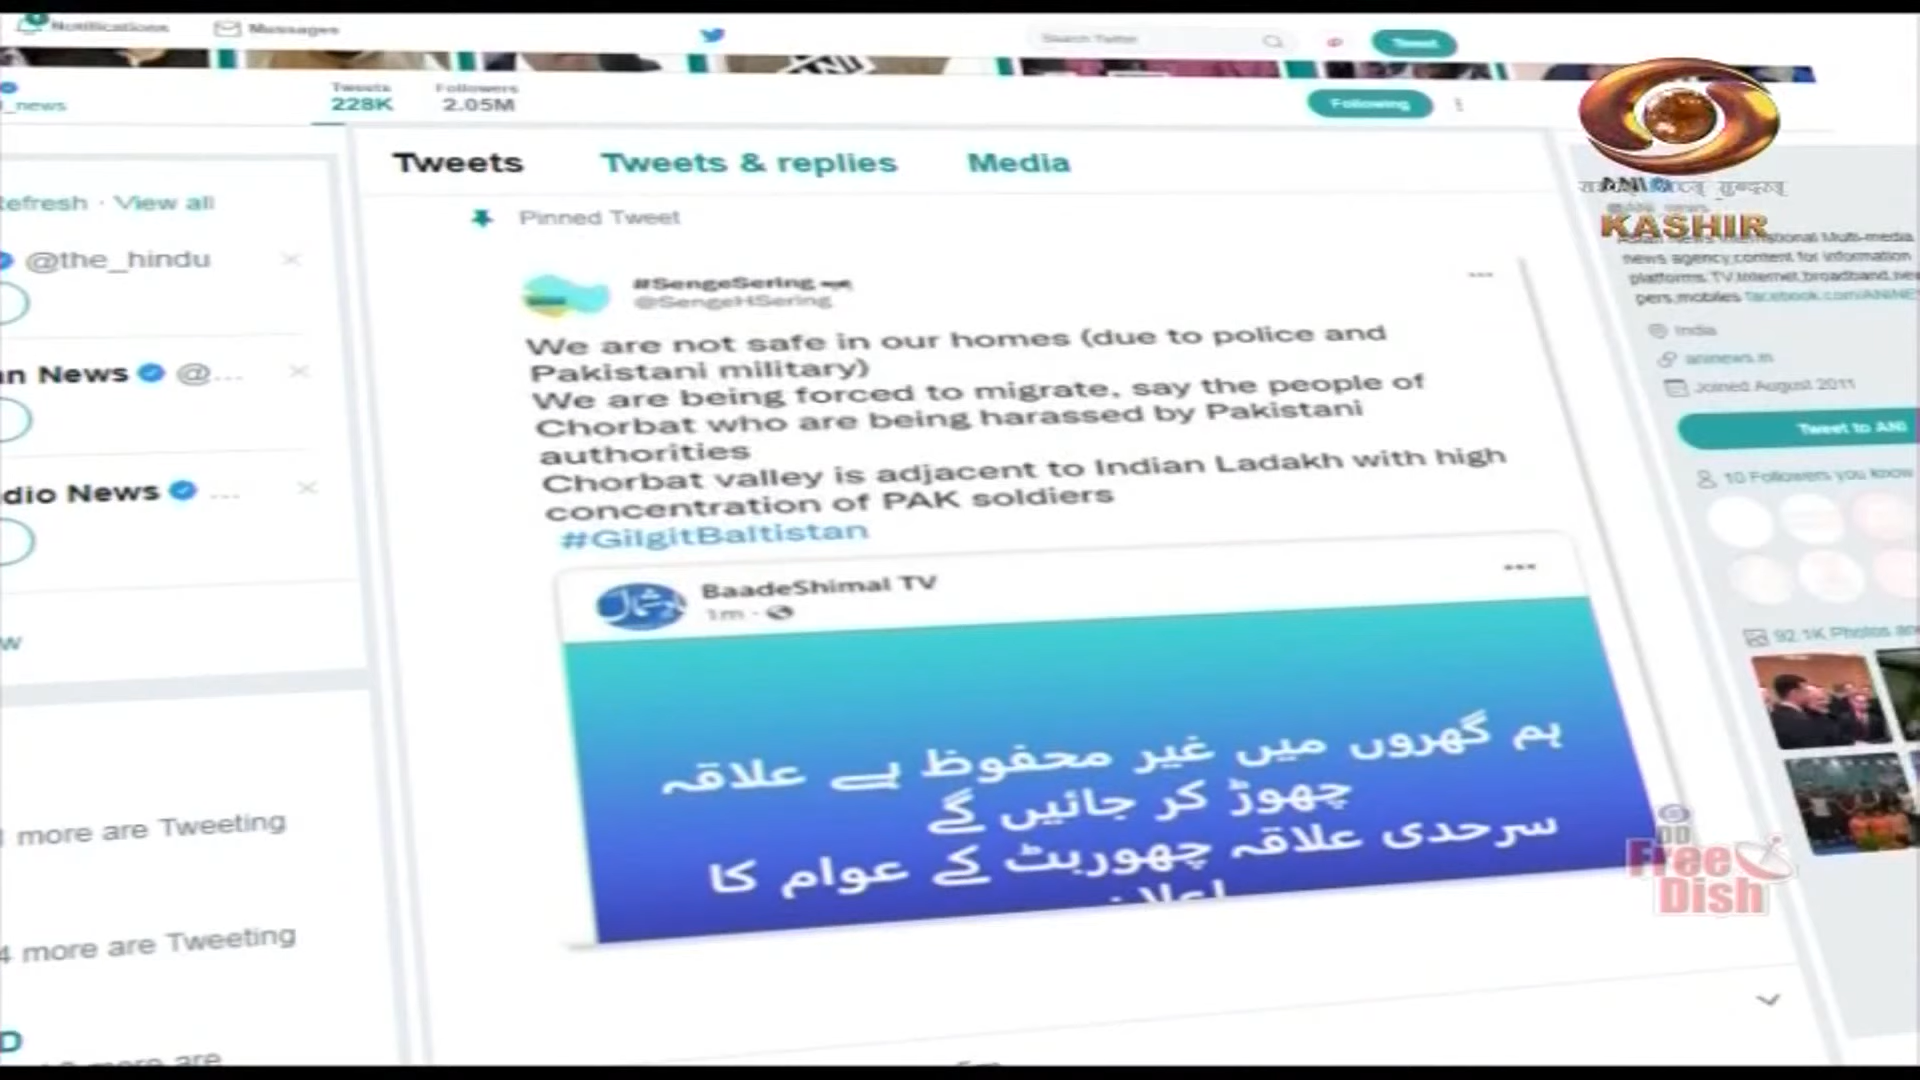 Notifications
Messages
Search Twitter
Tweet
_news
Tweets
228K
Followers
2.05M
Following
Tweets
Tweets & replies
Media
Refresh · View all
@the_hindu
an News @...
dio News ...
more are Tweeting
4 more are Tweeting
more are
Pinned Tweet
#SengeSering
@SengeHSering
We are not safe in our homes (due to police and
Pakistani military)
We are being forced to migrate, say the people of
Chorbat who are being harassed by Pakistani
authorities
Chorbat valley is adjacent to Indian Ladakh with high
concentration of PAK soldiers
#GilgitBaltistan
BaadeShimal TV
1m ·
ہم گھروں میں غیر محفوظ ہے علاقہ
چھوڑ کر جائیں گے
سرحدی علاقہ چھوربٹ کے عوام کا
ANI
KASHIR
news agency,content for information
platforms:TV,Internet,broadband,new
pers,mobiles facebook.com/ANINE
India
aninews.in
Joined August 2011
Tweet to ANI
10 Followers you know
92.1K Photos and
DD
Free
Dish